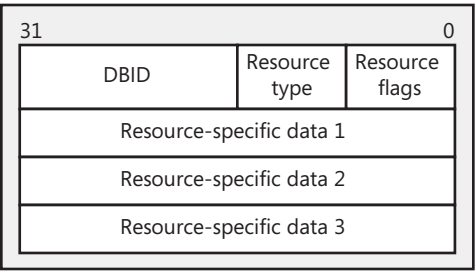 31 0
DBID Resource type Resource flags
Resource-specific data 1
Resource-specific data 2
Resource-specific data 3